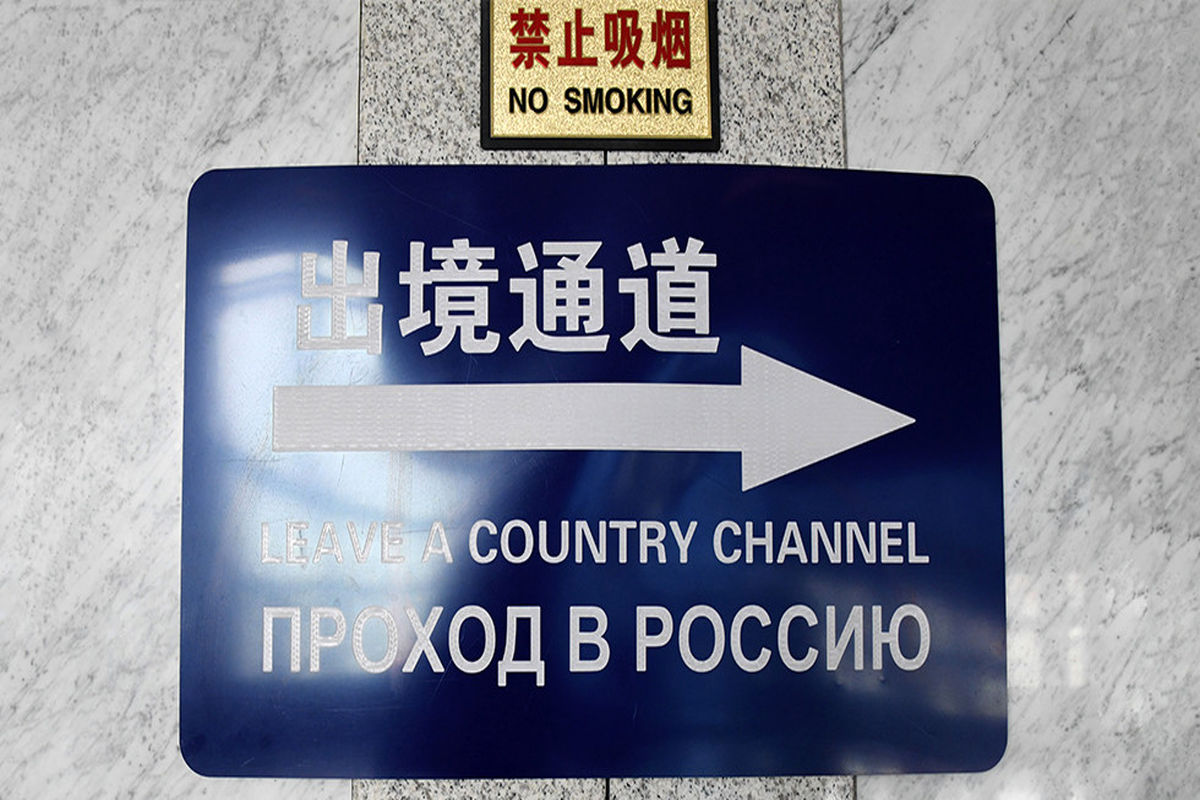 禁止吸烟
NO SMOKING
出境通道
LEAVE A COUNTRY CHANNEL
ПРОХОД В РОССИЮ